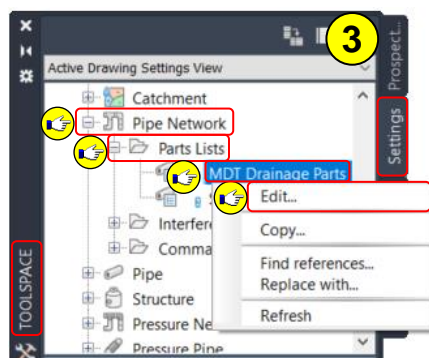 3
Active Drawing Settings View
Prospect...
Settings
TOOLSPACE
Catchment
Pipe Network
Parts Lists
MDT Drainage Parts
Edit...
Copy...
Find references...
Replace with...
Refresh
Interfere
Comma
Pipe
Structure
Pressure Ne
Pressure Pipe